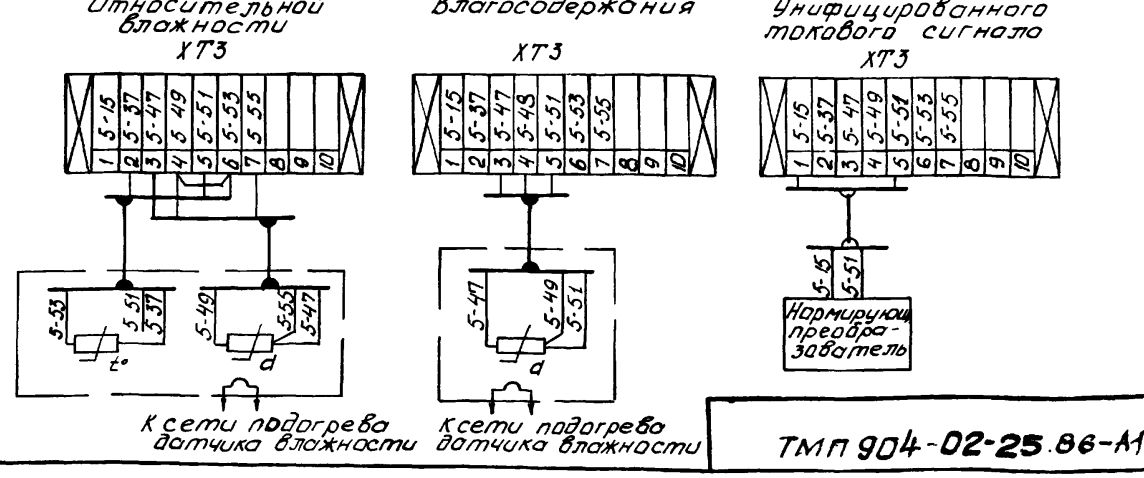 относительной
влажности
ХТ3
5-15 5-37 5-47 5 49 5-51 5-53 5 55
1 2 3 4 5 6 7 8 9 10
5-53 5 51 5 37
t°
5-49 5-55 5-47
d
К сети подогрева
датчика влажности
влагосодержания
ХТ3
5-15 5-37 5-47 5-49 5-51 5-53 5-55
1 2 3 4 5 6 7 8 9 10
5-47 5-49 5-51
d
К сети подогрева
датчика влажности
Унифицированного
токового сигнала
ХТ3
5-15 5-37 5-47 5-49 5-51 5-53 5-55
1 2 3 4 5 6 7 8 9 10
5-15 5-51
Нормирующ
преобра-
зователь
ТМП 904-02-25.86-А1